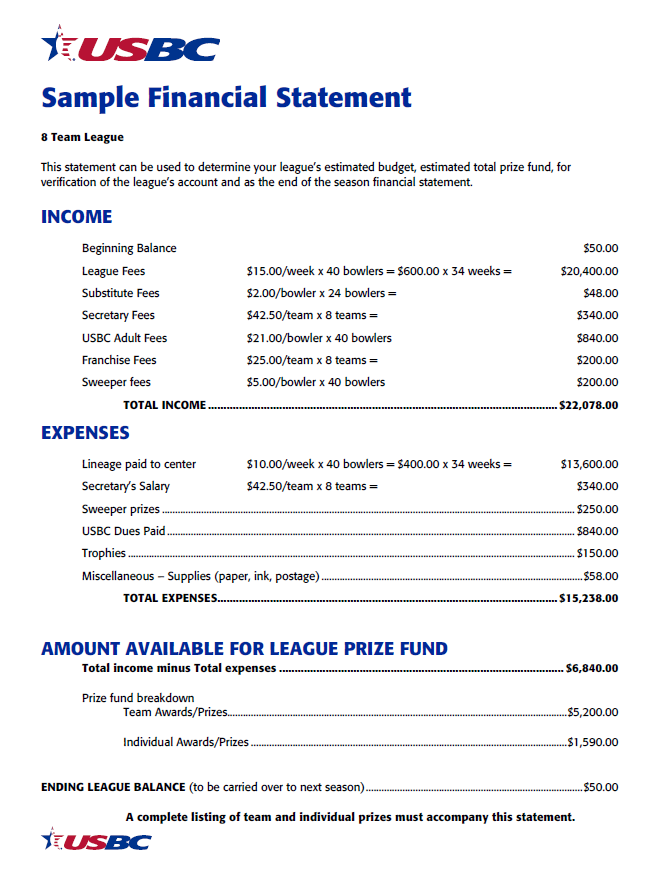 USBC
Sample Financial Statement
8 Team League
This statement can be used to determine your league's estimated budget, estimated total prize fund, for
verification of the league's account and as the end of the season financial statement.
INCOME
Beginning Balance $50.00
League Fees $15.00/week x 40 bowlers = $600.00 x 34 weeks = $20,400.00
Substitute Fees $2.00/bowler x 24 bowlers = $48.00
Secretary Fees $42.50/team x 8 teams = $340.00
USBC Adult Fees $21.00/bowler x 40 bowlers $840.00
Franchise Fees $25.00/team x 8 teams = $200.00
Sweeper fees $5.00/bowler x 40 bowlers $200.00
TOTAL INCOME ........ $22,078.00
EXPENSES
Lineage paid to center $10.00/week x 40 bowlers = $400.00 x 34 weeks = $13,600.00
Secretary's Salary $42.50/team x 8 teams = $340.00
Sweeper prizes ........ $250.00
USBC Dues Paid ........ $840.00
Trophies ........ $150.00
Miscellaneous – Supplies (paper, ink, postage) ........ $58.00
TOTAL EXPENSES ........ $15,238.00
AMOUNT AVAILABLE FOR LEAGUE PRIZE FUND
Total income minus Total expenses ........ $6,840.00
Prize fund breakdown
Team Awards/Prizes ........ $5,200.00
Individual Awards/Prizes ........ $1,590.00
ENDING LEAGUE BALANCE (to be carried over to next season) ........ $50.00
A complete listing of team and individual prizes must accompany this statement.
USBC